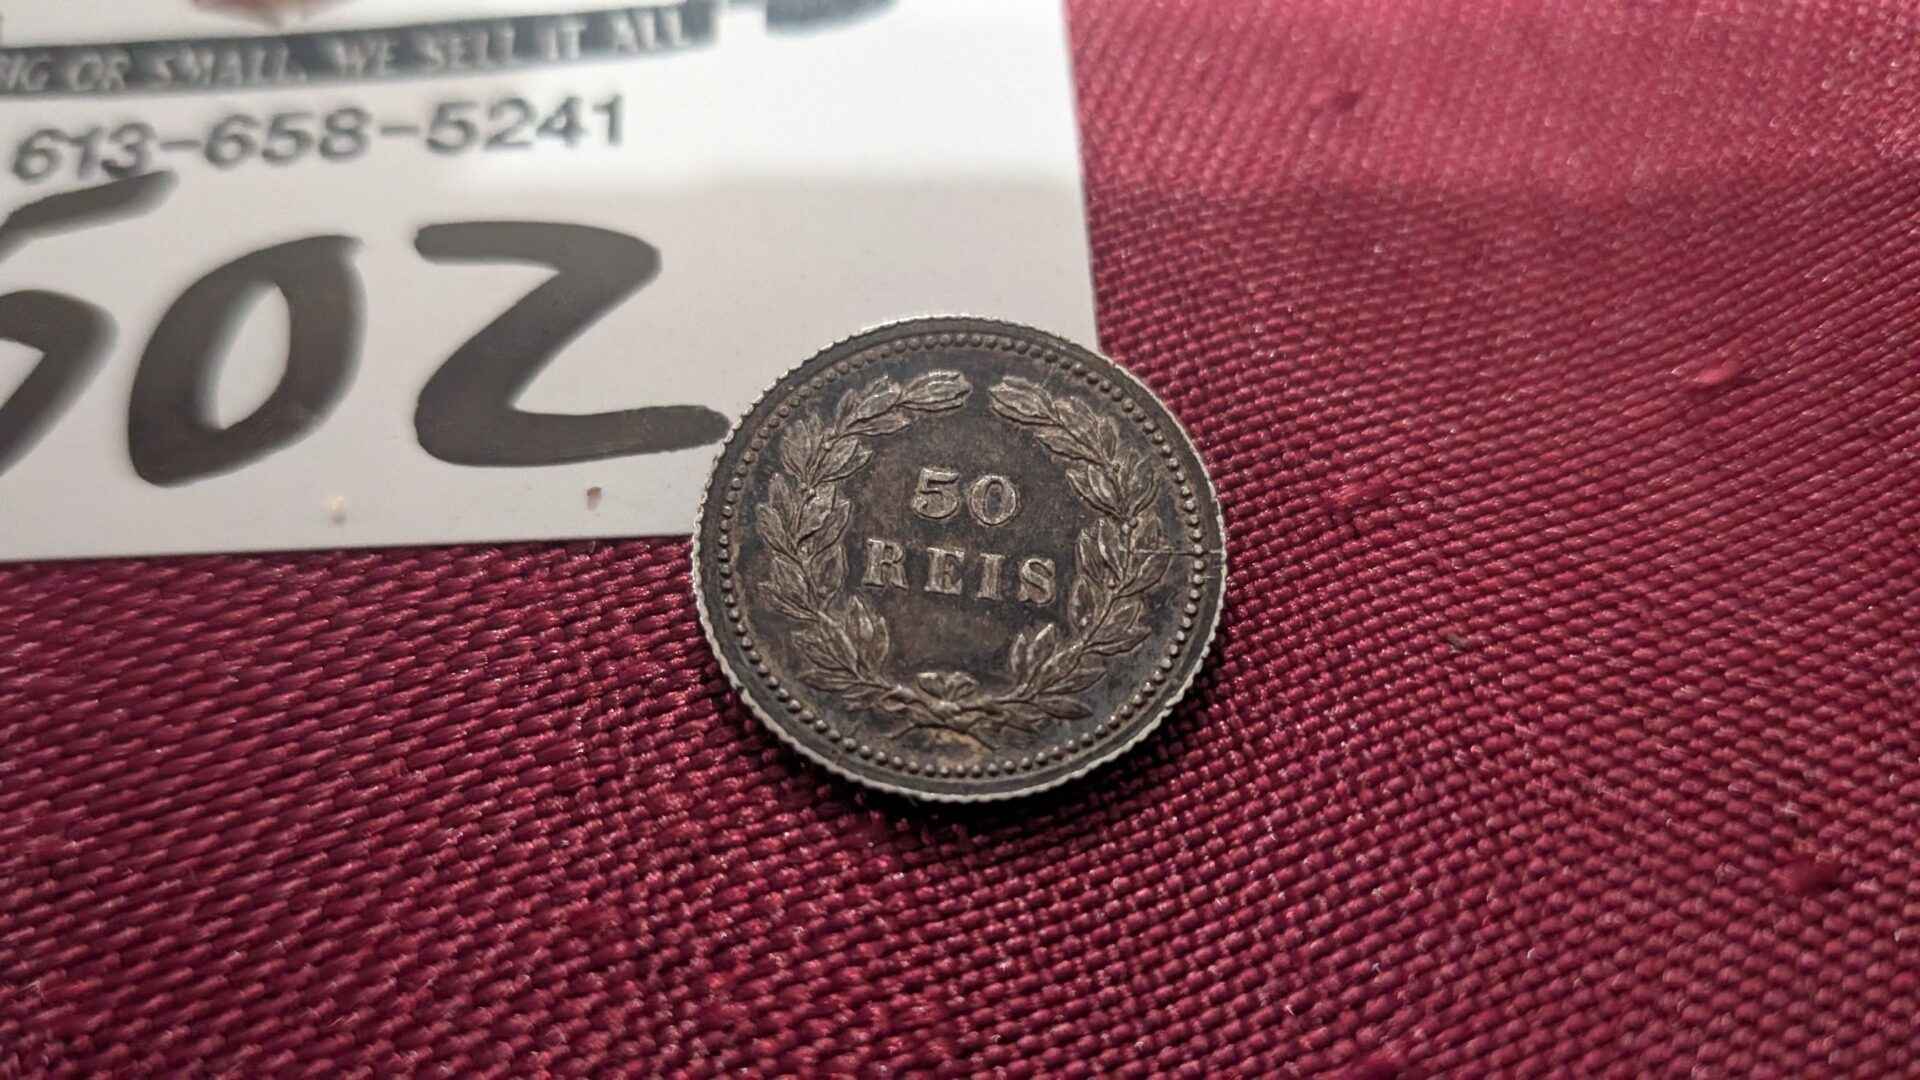 BIG OR SMALL, WE SELL IT ALL
613-658-5241
602
50
REIS